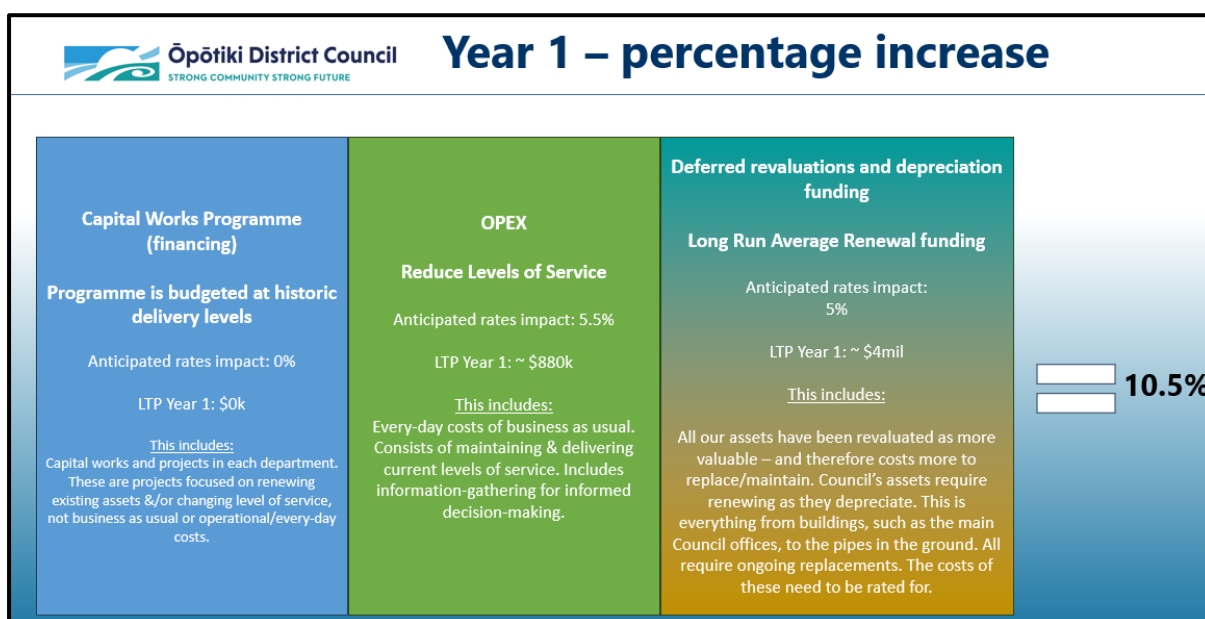 Ōpōtiki District Council
STRONG COMMUNITY STRONG FUTURE
Year 1 – percentage increase
Capital Works Programme
(financing)
Programme is budgeted at historic
delivery levels
Anticipated rates impact: 0%
LTP Year 1: $0k
This includes:
Capital works and projects in each department.
These are projects focused on renewing
existing assets &/or changing level of service,
not business as usual or operational/every-day
costs.
OPEX
Reduce Levels of Service
Anticipated rates impact: 5.5%
LTP Year 1: ~ $880k
This includes:
Every-day costs of business as usual.
Consists of maintaining & delivering
current levels of service. Includes
information-gathering for informed
decision-making.
Deferred revaluations and depreciation
funding
Long Run Average Renewal funding
Anticipated rates impact:
5%
LTP Year 1: ~ $4mil
This includes:
All our assets have been revaluated as more
valuable – and therefore costs more to
replace/maintain. Council’s assets require
renewing as they depreciate. This is
everything from buildings, such as the main
Council offices, to the pipes in the ground. All
require ongoing replacements. The costs of
these need to be rated for.
10.5%